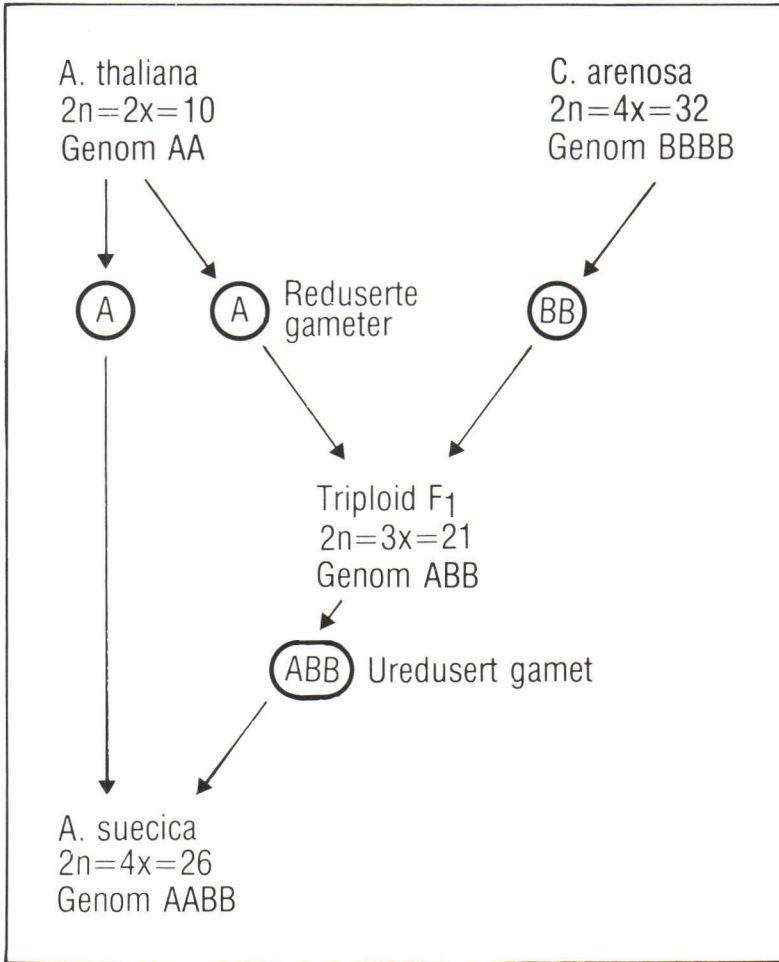 A. thaliana
2n=2x=10
Genom AA
C. arenosa
2n=4x=32
Genom BBBB
A
A
Reduserte
gameter
BB
Triploid F1
2n=3x=21
Genom ABB
ABB
Uredusert gamet
A. suecica
2n=4x=26
Genom AABB